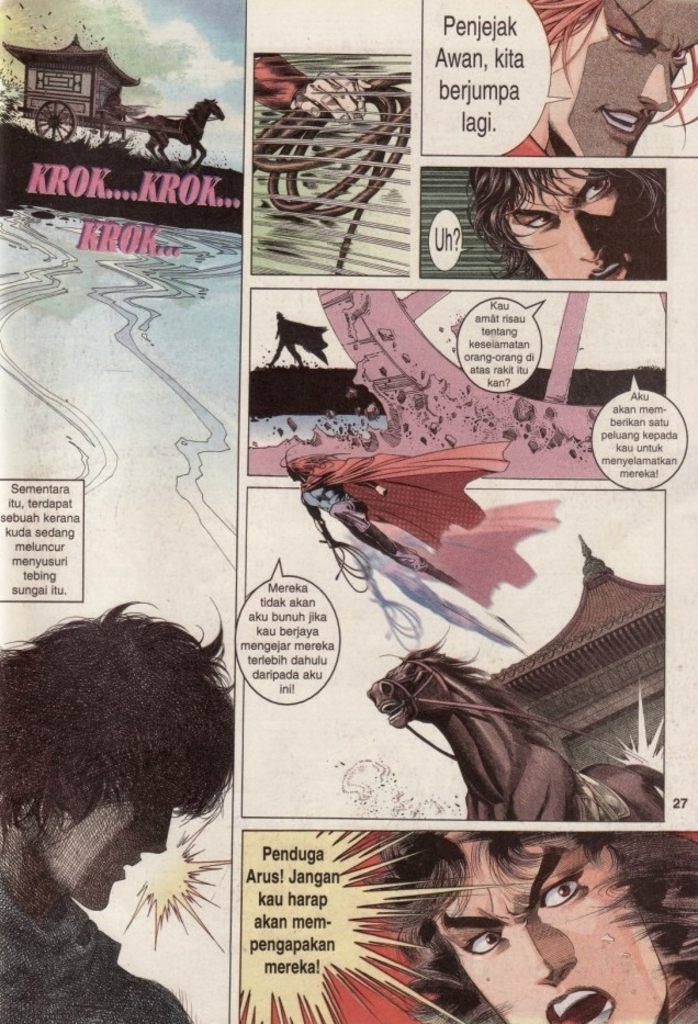 KROK....KROK...
KROK...
Sementara
itu, terdapat
sebuah kerana
kuda sedang
meluncur
menyusuri
tebing
sungai itu.
Penjejak
Awan, kita
berjumpa
lagi.
Uh?
Kau
amat risau
tentang
keselamatan
orang-orang di
atas rakit itu
kan?
Aku
akan mem-
berikan satu
peluang kepada
kau untuk
menyelamatkan
mereka!
Mereka
tidak akan
aku bunuh jika
kau berjaya
mengejar mereka
terlebih dahulu
daripada aku
ini!
27
Penduga
Arus! Jangan
kau harap
akan mem-
pengapakan
mereka!